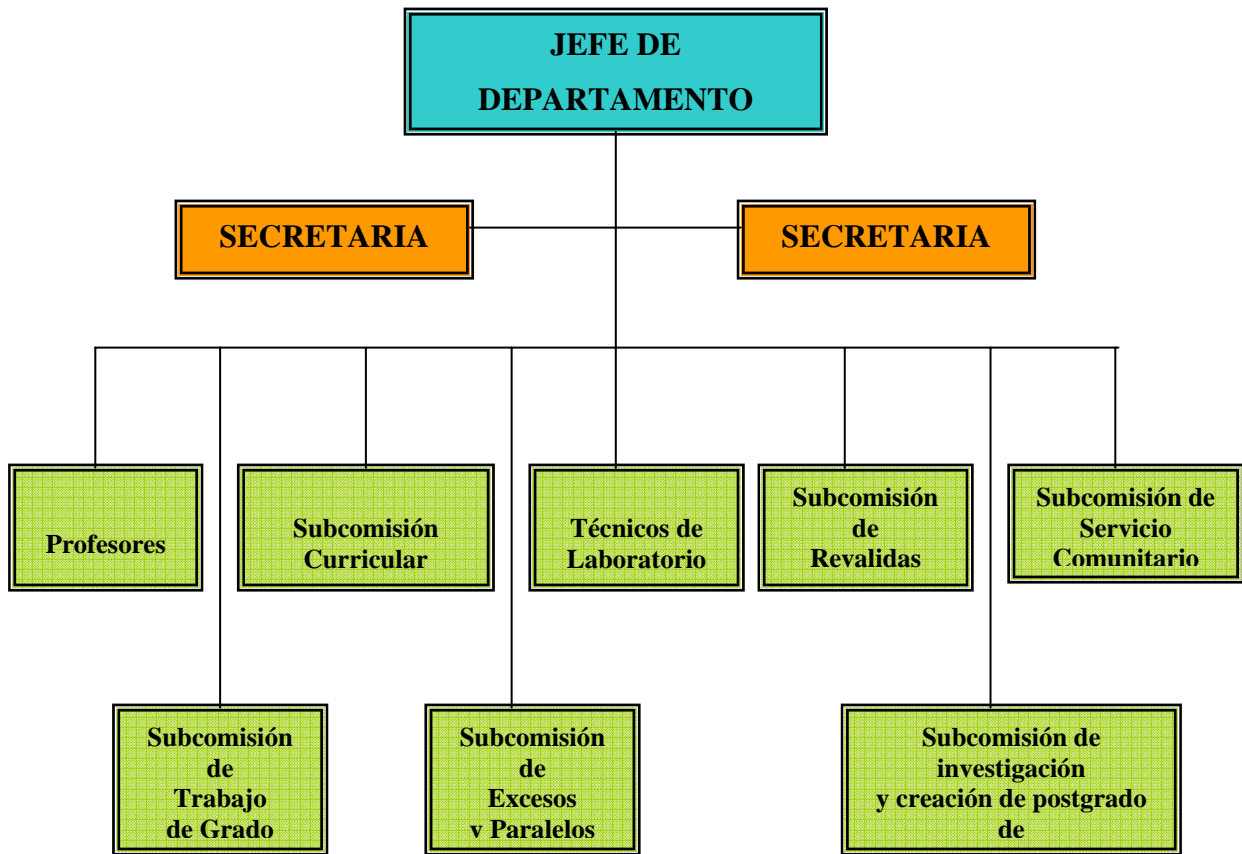 JEFE DE
DEPARTAMENTO
SECRETARIA
SECRETARIA
Profesores
Subcomisión
Curricular
Técnicos de
Laboratorio
Subcomisión
de
Revalidas
Subcomisión de
Servicio
Comunitario
Subcomisión
de
Trabajo
de Grado
Subcomisión
de
Excesos
y Paralelos
Subcomisión de
investigación
y creación de postgrado
de